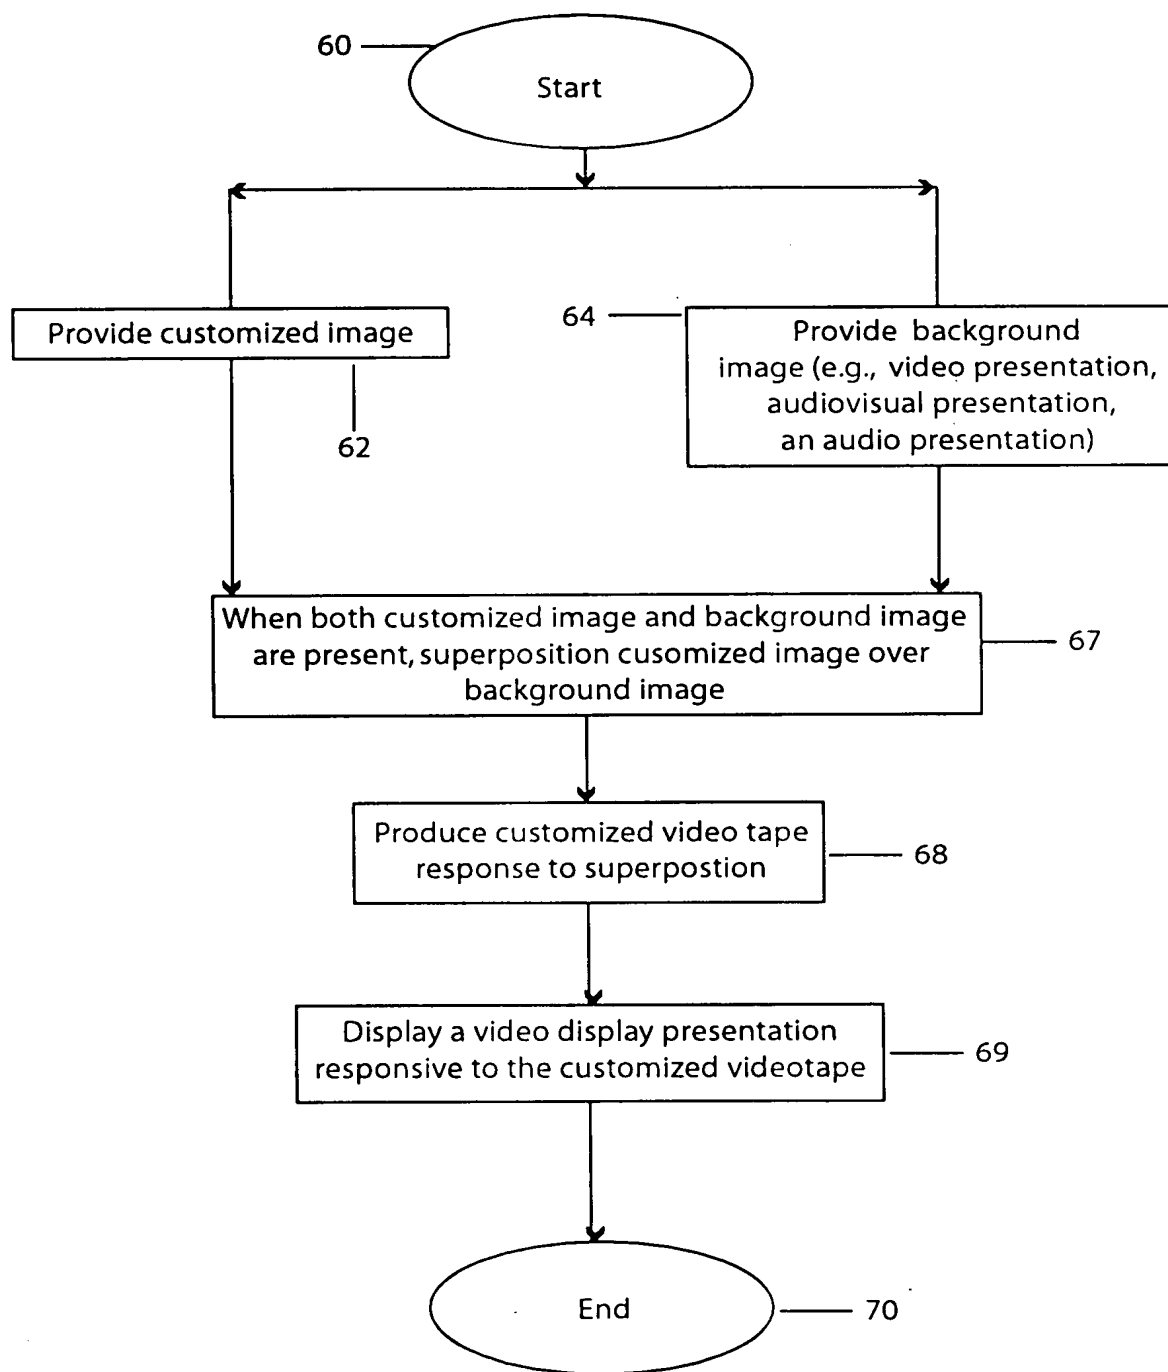 60
Start
Provide customized image
62
64
Provide background
image (e.g., video presentation,
audiovisual presentation,
an audio presentation)
When both customized image and background image
are present, superposition cusomized image over
background image
67
Produce customized video tape
response to superpostion
68
Display a video display presentation
responsive to the customized videotape
69
End
70